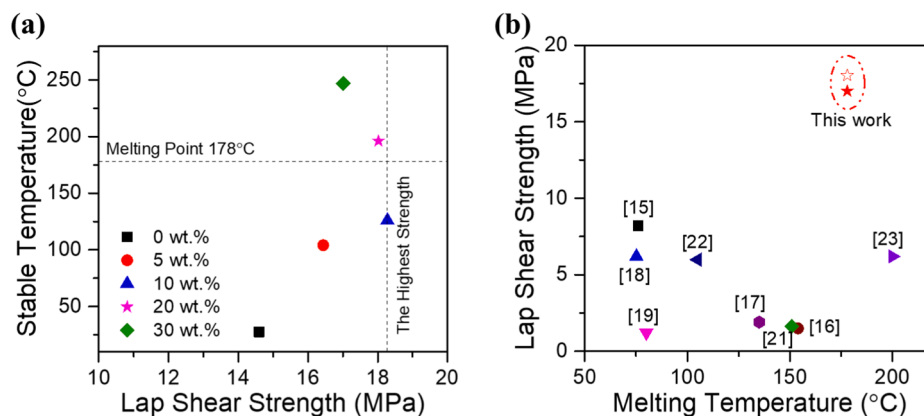 (a)
Stable Temperature(°C)
250
200
150
100
50
Melting Point 178°C
The Highest Strength
0 wt.%
5 wt.%
10 wt.%
20 wt.%
30 wt.%
10 12 14 16 18 20
Lap Shear Strength (MPa)
(b)
Lap Shear Strength (MPa)
20
15
10
5
0
This work
[15]
[18]
[22]
[23]
[19]
[17]
[21]
[16]
50 100 150 200
Melting Temperature (°C)